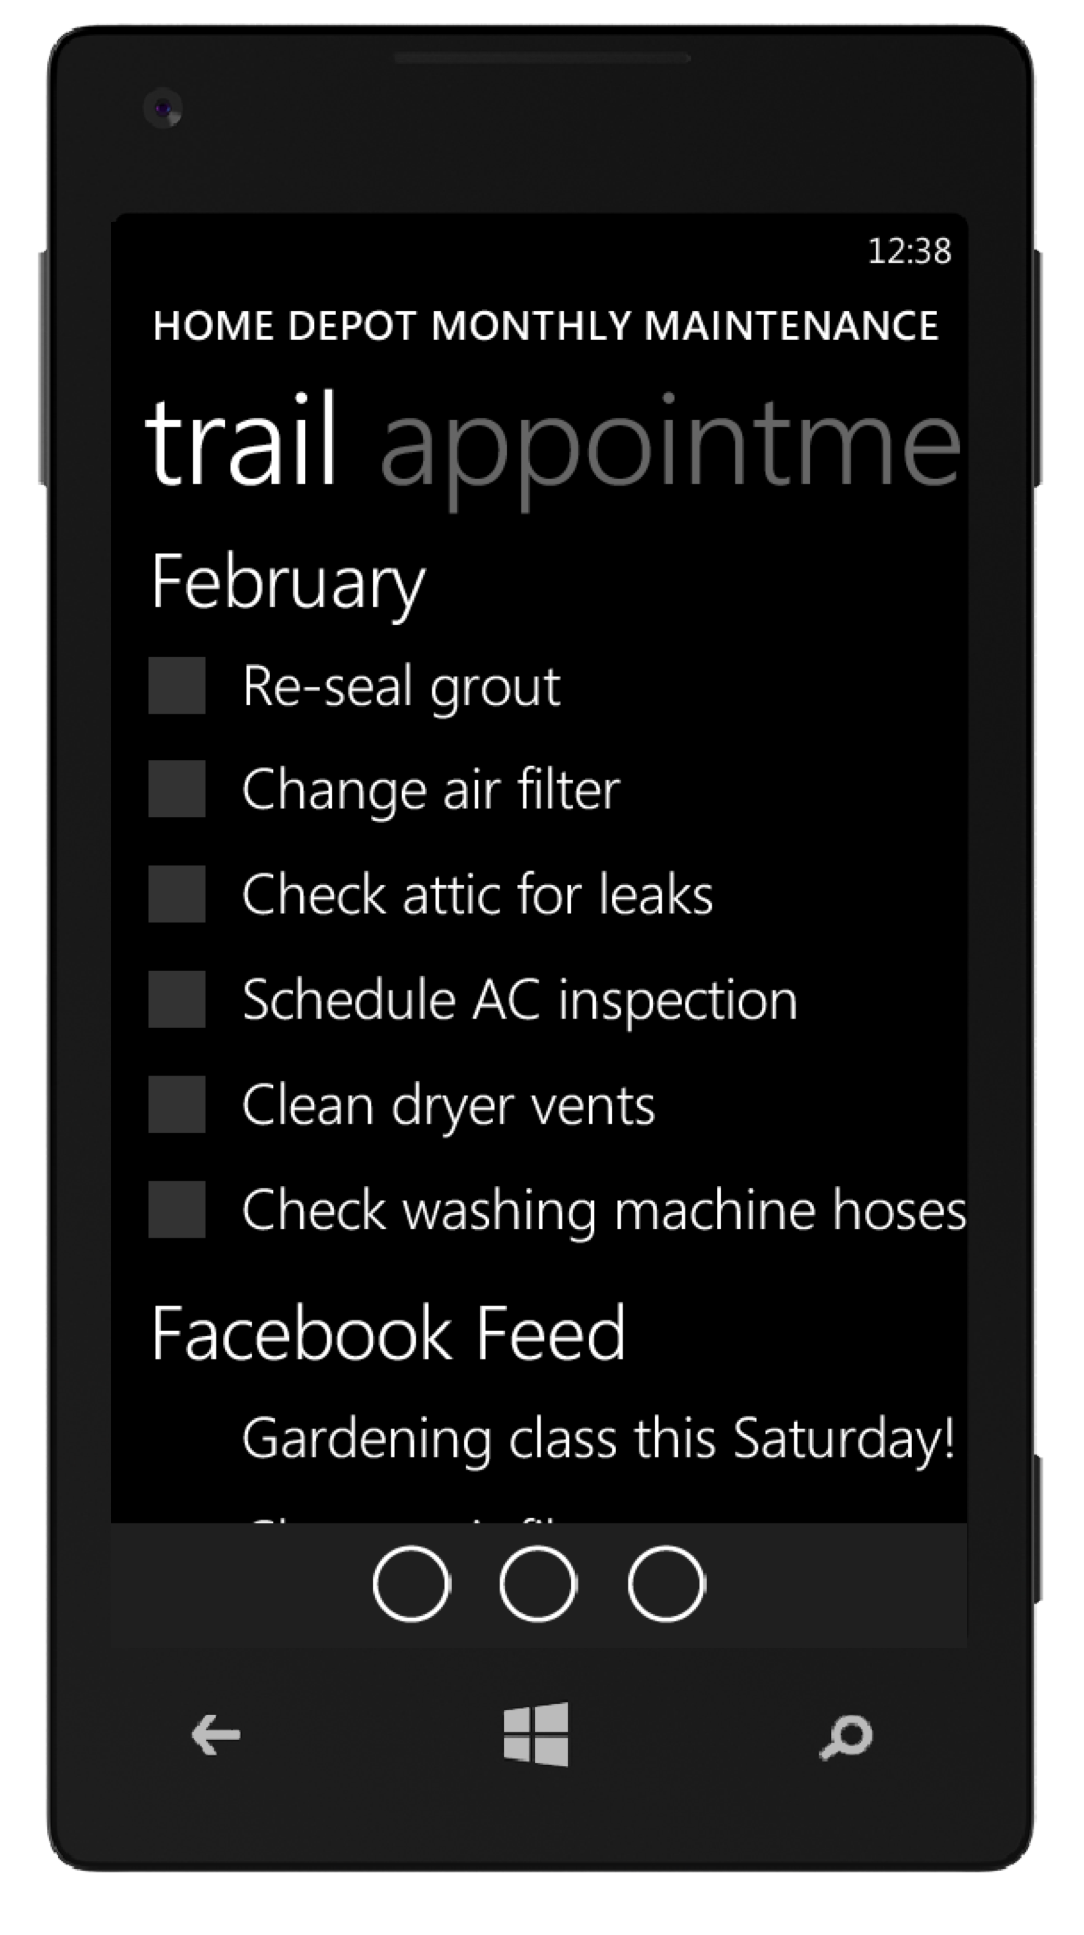 12:38
HOME DEPOT MONTHLY MAINTENANCE
trail appointme
February
Re-seal grout
Change air filter
Check attic for leaks
Schedule AC inspection
Clean dryer vents
Check washing machine hoses
Facebook Feed
Gardening class this Saturday!